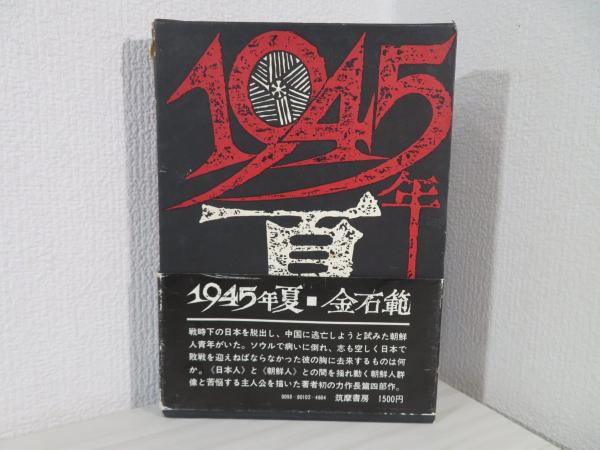 1945
年
夏
1945年夏■金石範
戦時下の日本を脱出し、中国に逃亡しようと試みた朝鮮
人青年がいた。ソウルで病いに倒れ、志も空しく日本で
敗戦を迎えねばならなかった彼の胸に去来するものは何
か。《日本人》と《朝鮮人》との間を揺れ動く朝鮮人群
像と苦悩する主人公を描いた著者初の力作長篇四部作。
0093-80103-4604 筑摩書房 1500円